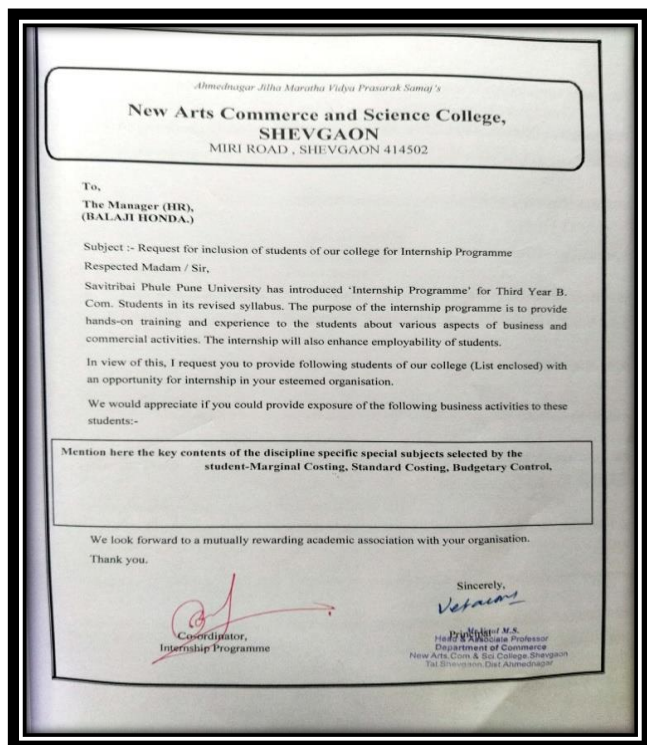 Ahmednagar Jilha Maratha Vidya Prasarak Samaj's
New Arts Commerce and Science College,
SHEVGAON
MIRI ROAD , SHEVGAON 414502
To,
The Manager (HR),
(BALAJI HONDA.)
Subject :- Request for inclusion of students of our college for Internship Programme
Respected Madam / Sir,
Savitribai Phule Pune University has introduced ‘Internship Programme’ for Third Year B.
Com. Students in its revised syllabus. The purpose of the internship programme is to provide
hands-on training and experience to the students about various aspects of business and
commercial activities. The internship will also enhance employability of students.
In view of this, I request you to provide following students of our college (List enclosed) with
an opportunity for internship in your esteemed organisation.
We would appreciate if you could provide exposure of the following business activities to these
students:-
Mention here the key contents of the discipline specific special subjects selected by the
student-Marginal Costing, Standard Costing, Budgetary Control,
We look forward to a mutually rewarding academic association with your organisation.
Thank you.
Co-ordinator,
Internship Programme
Sincerely,
Principal
M.S.
Head & Associate Professor
Department of Commerce
New Arts,Com.& Sci.College,Shevgaon
Tal.Shevgaon,Dist.Ahmednagar